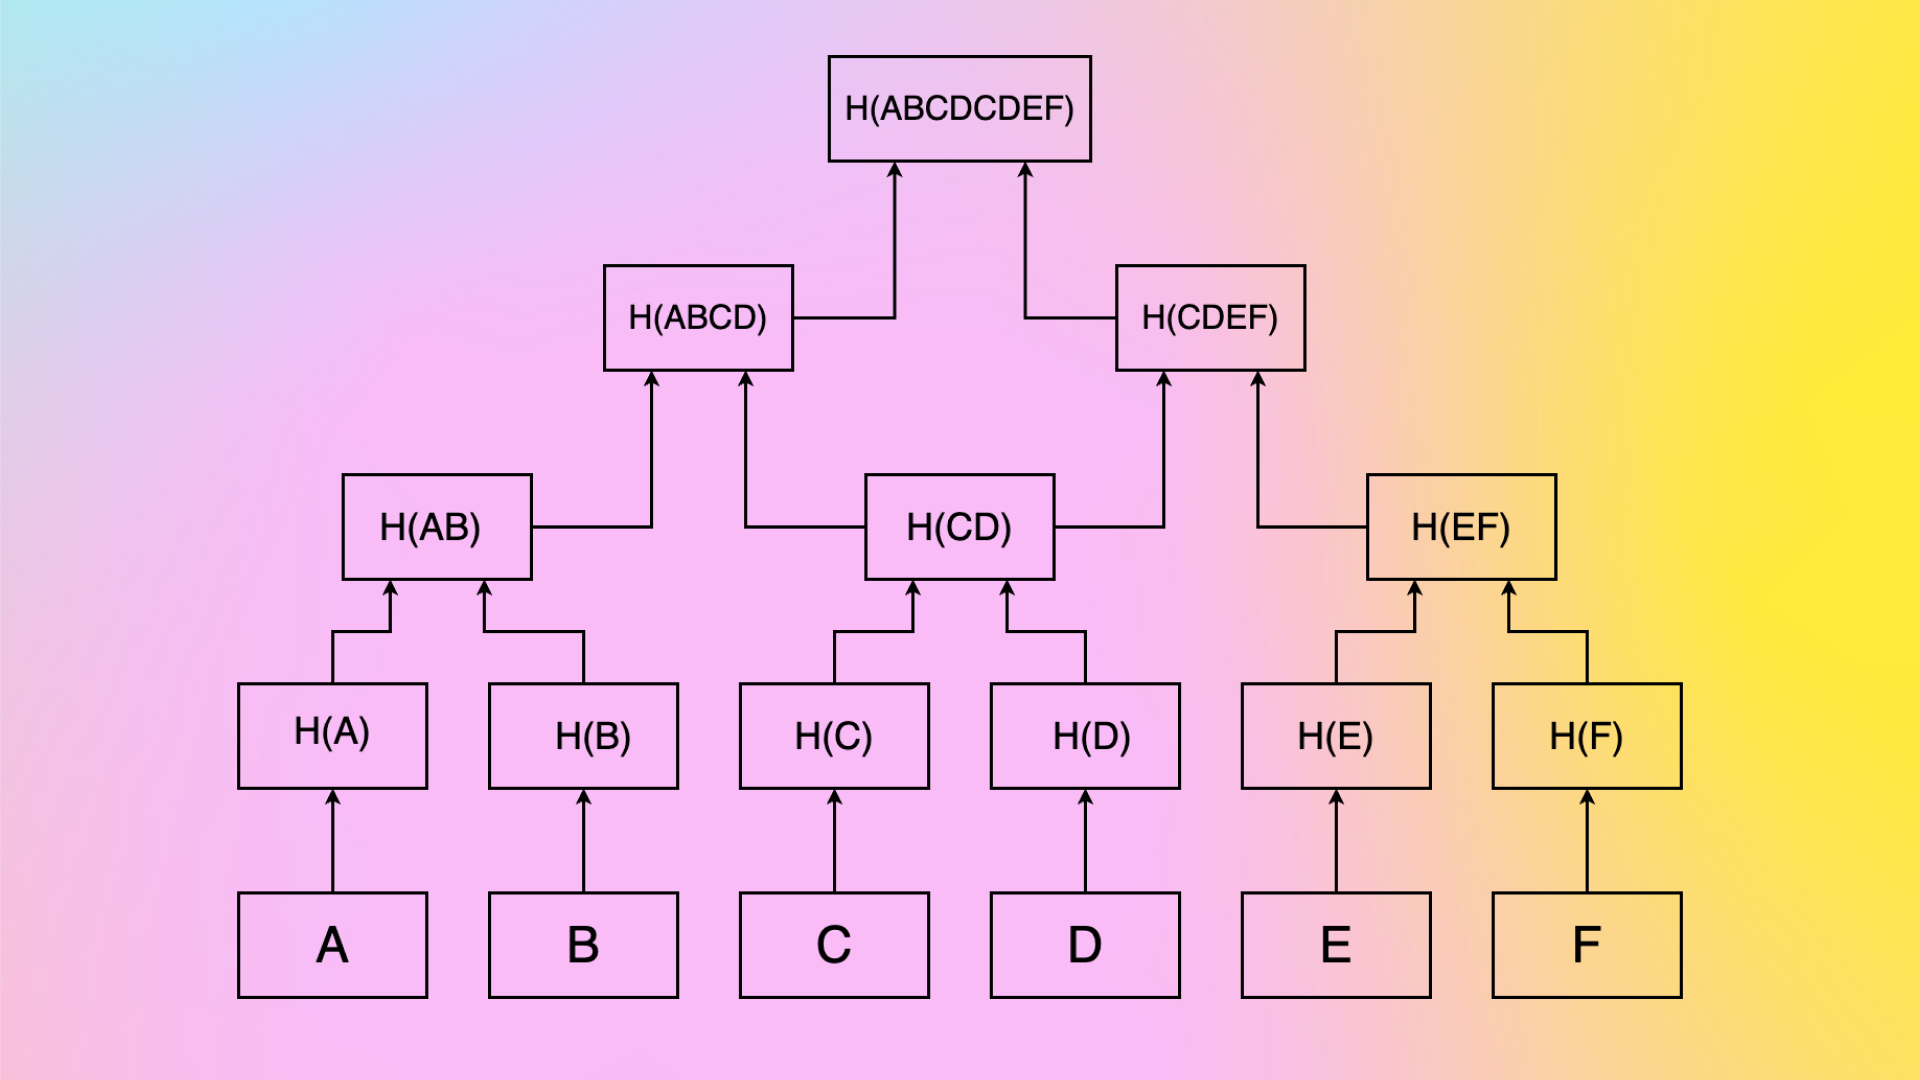 H(ABCDCDEF)
H(ABCD)
H(CDEF)
H(AB)
H(CD)
H(EF)
H(A)
H(B)
H(C)
H(D)
H(E)
H(F)
A
B
C
D
E
F